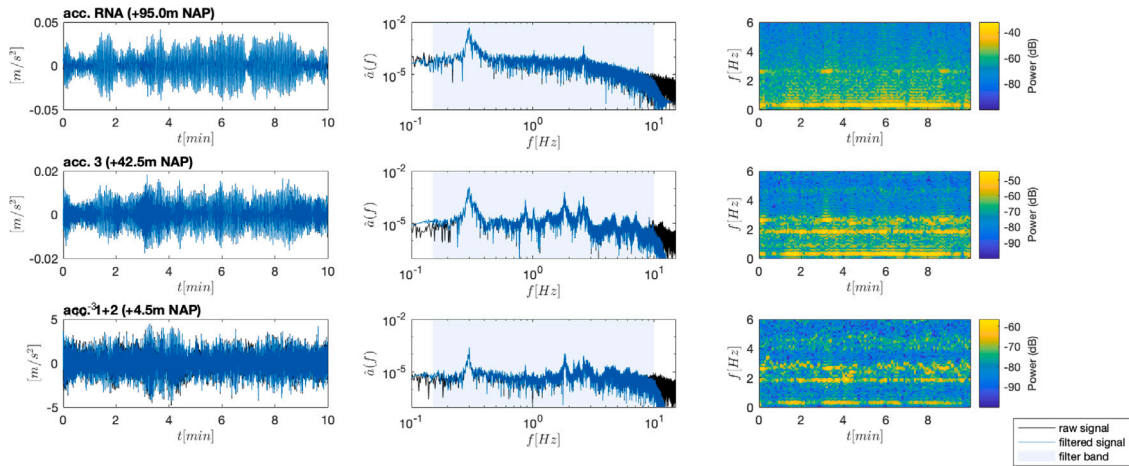 acc. RNA (+95.0m NAP)
[m/s²]
0.05
0
-0.05
0 2 4 6 8 10
t[min]
â(f)
10⁻²
10⁻⁵
10⁻¹ 10⁰ 10¹
f[Hz]
f[Hz]
6
4
2
0
0 2 4 6 8
t[min]
-40
-60
-80
Power (dB)
acc. 3 (+42.5m NAP)
[m/s²]
0.02
0
-0.02
0 2 4 6 8 10
t[min]
â(f)
10⁻²
10⁻⁵
10⁻¹ 10⁰ 10¹
f[Hz]
f[Hz]
6
4
2
0
0 2 4 6 8
t[min]
-50
-60
-70
-80
-90
Power (dB)
acc. 1+2 (+4.5m NAP)
[m/s²]
5
0
-5
0 2 4 6 8 10
t[min]
â(f)
10⁻²
10⁻⁵
10⁻¹ 10⁰ 10¹
f[Hz]
f[Hz]
6
4
2
0
0 2 4 6 8
t[min]
-60
-70
-80
-90
Power (dB)
raw signal
filtered signal
filter band